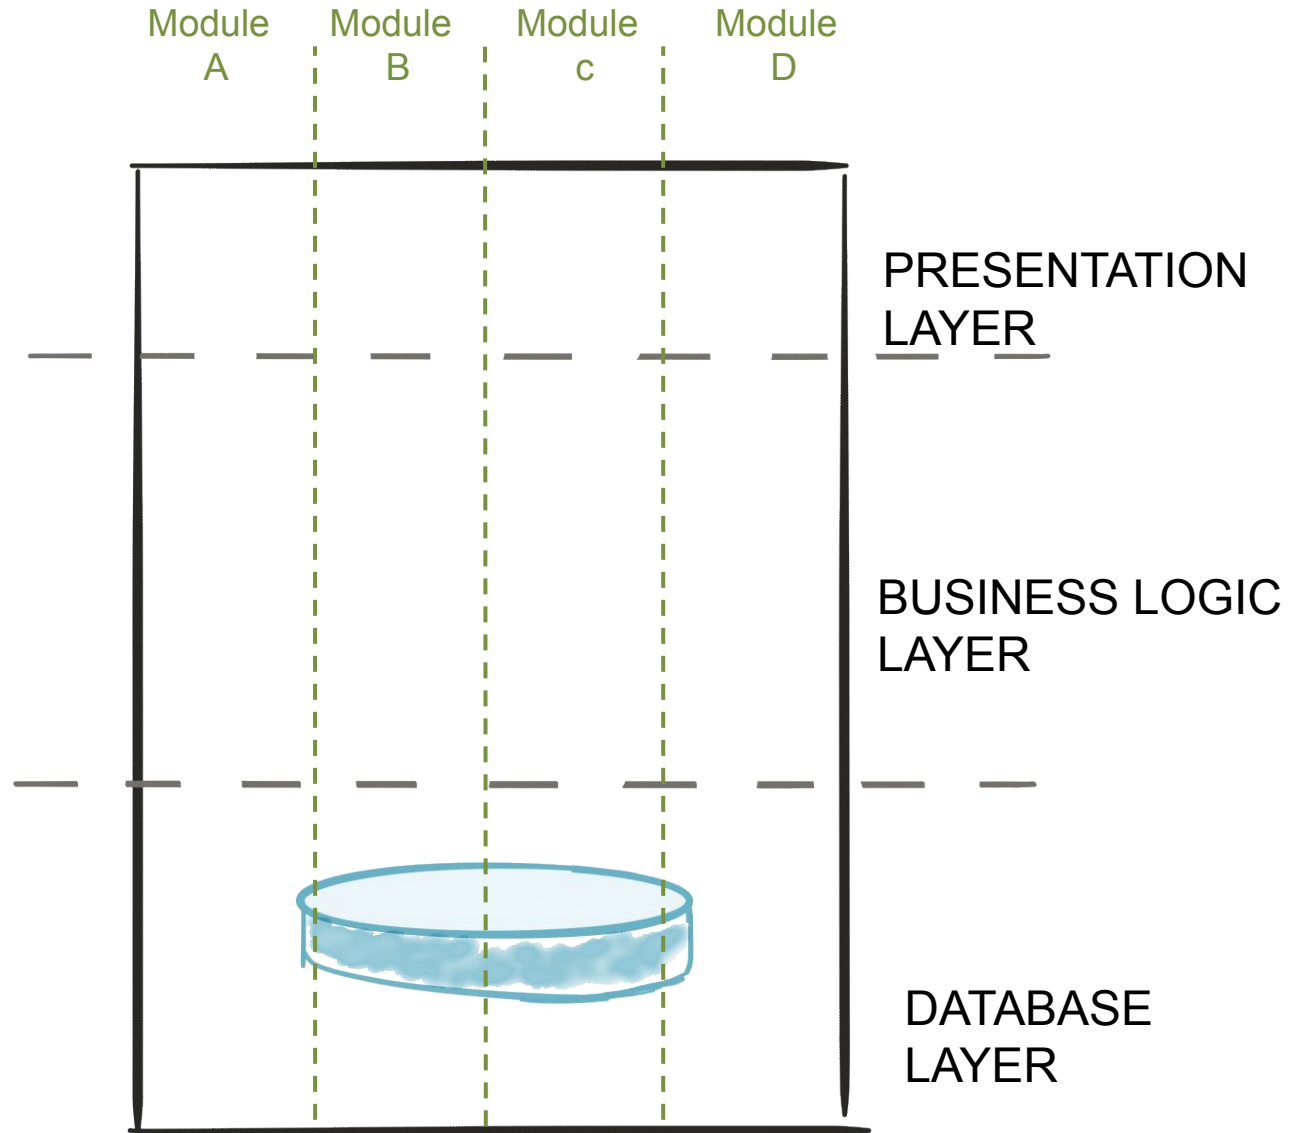 Module
A
Module
B
Module
c
Module
D
PRESENTATION
LAYER
BUSINESS LOGIC
LAYER
DATABASE
LAYER